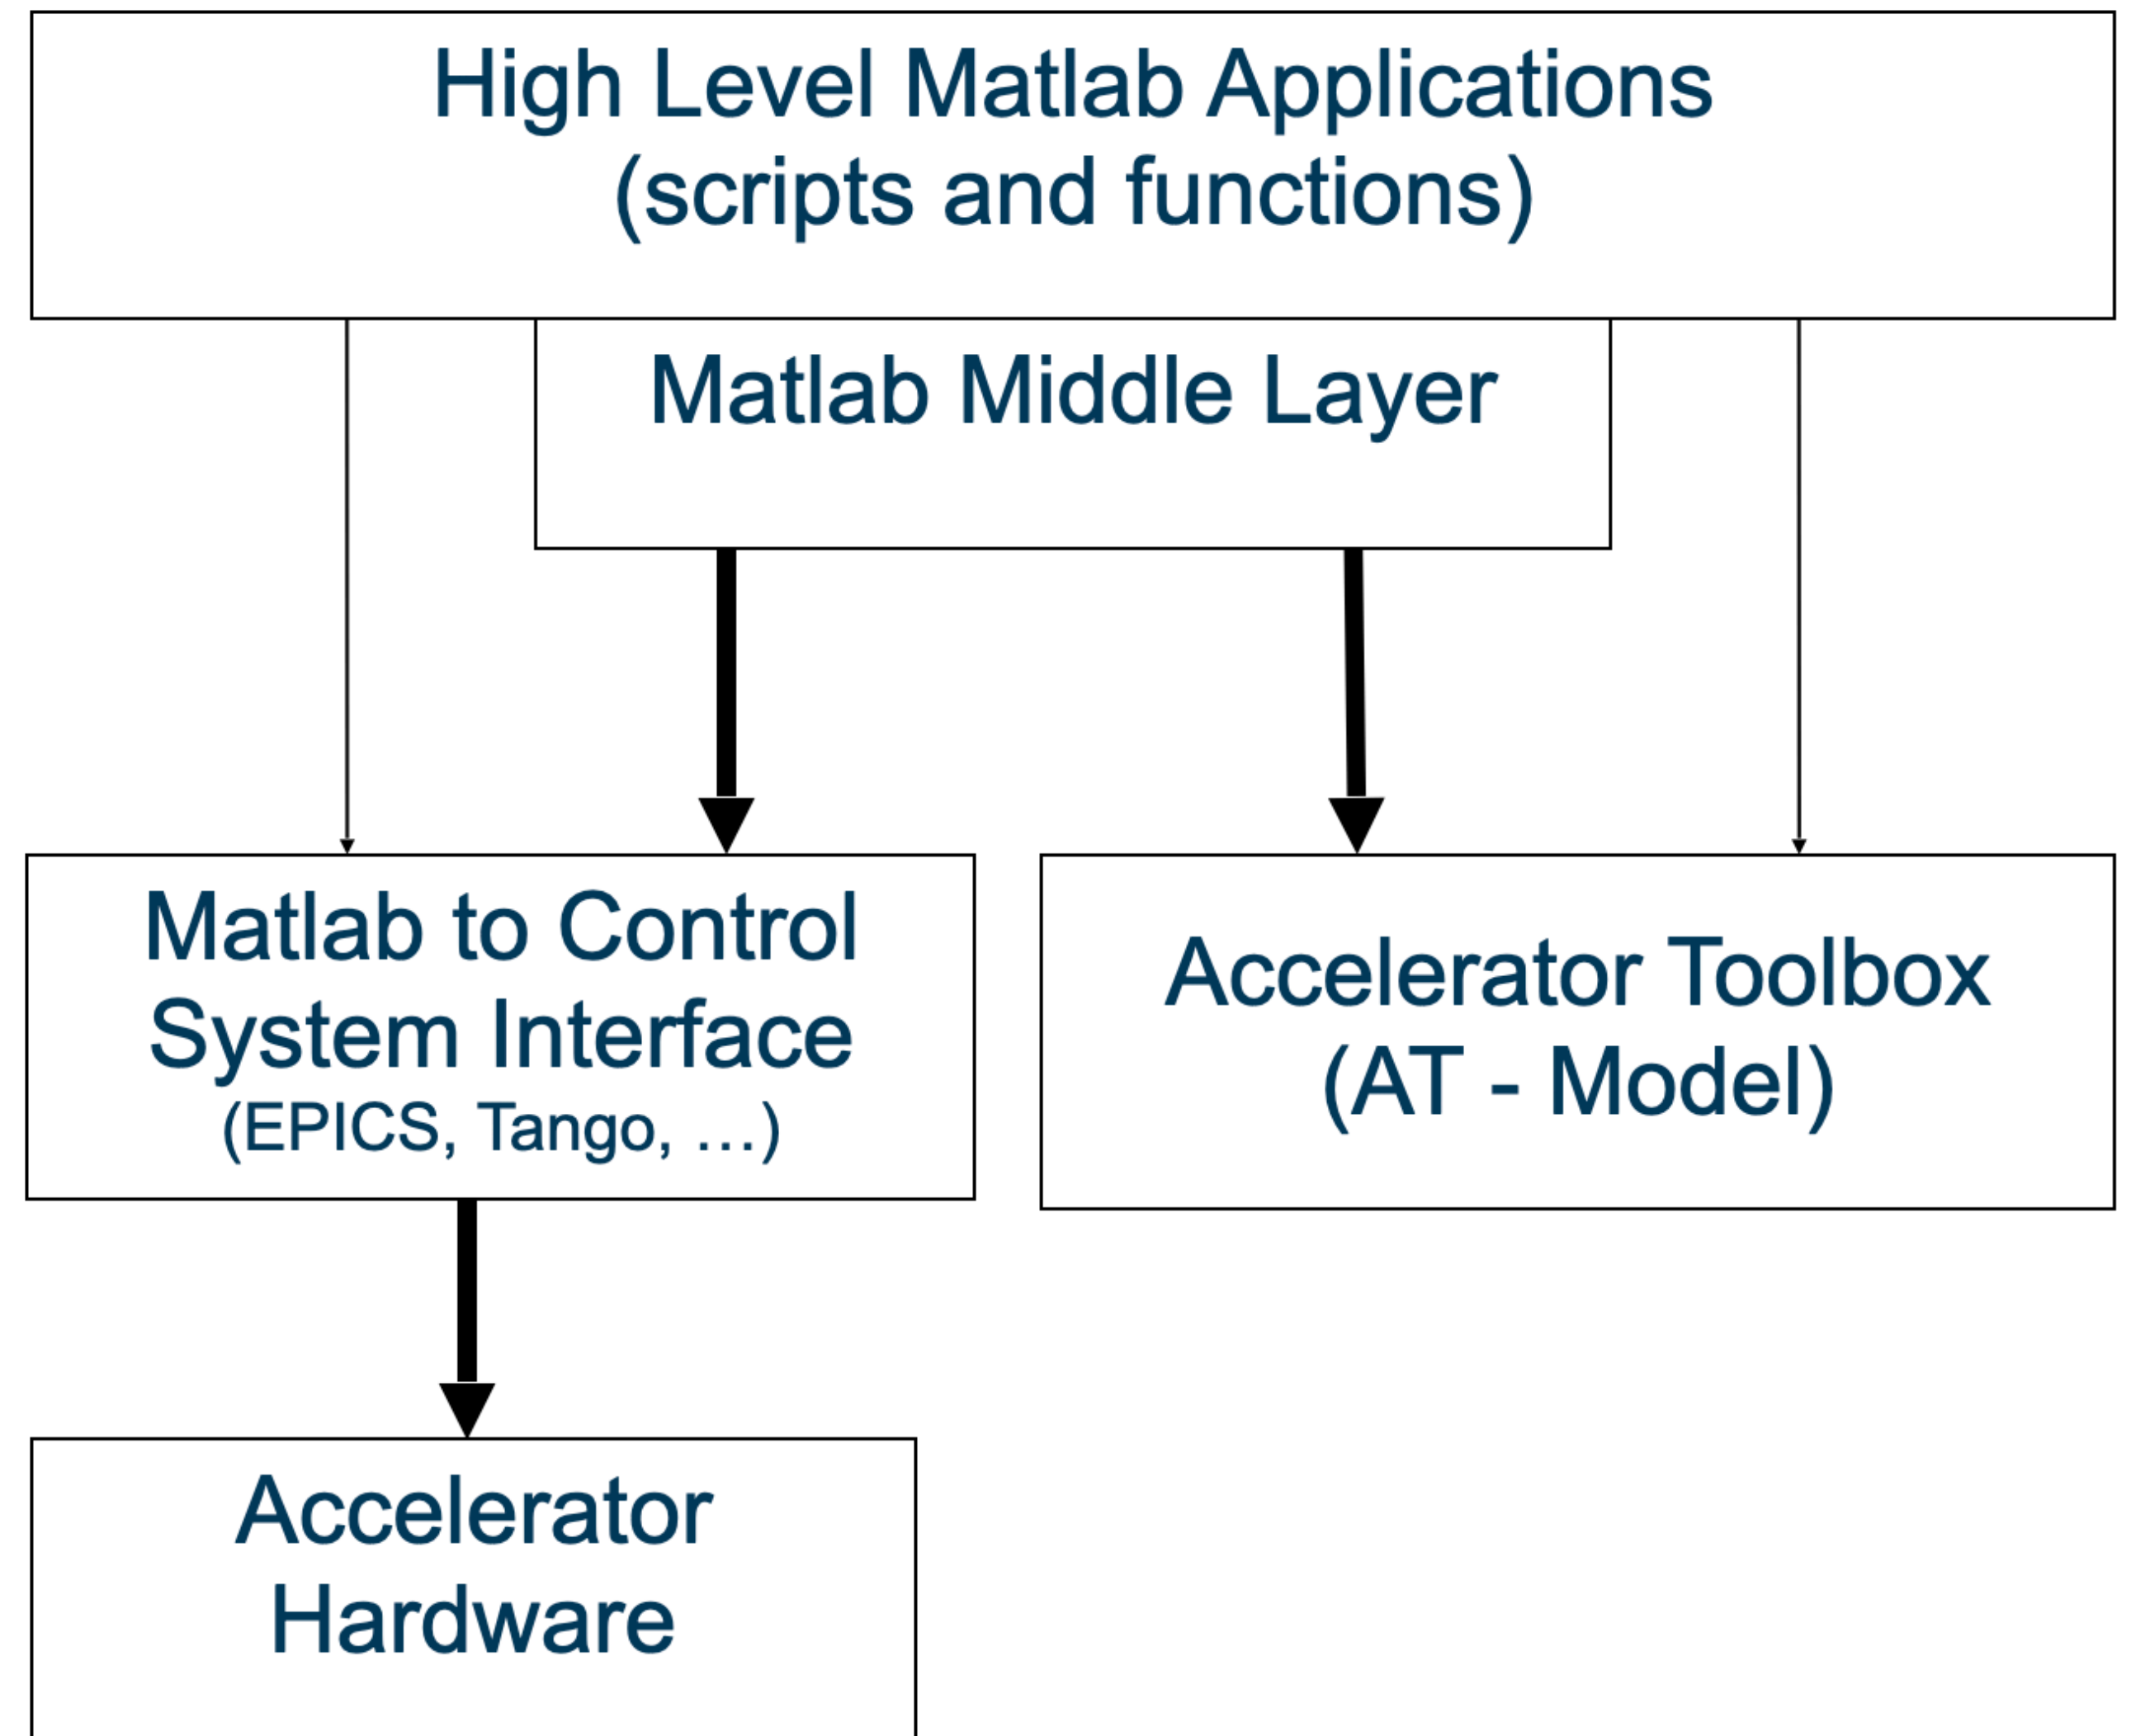 High Level Matlab Applications
(scripts and functions)
Matlab Middle Layer
Matlab to Control
System Interface
(EPICS, Tango, …)
Accelerator Toolbox
(AT - Model)
Accelerator
Hardware